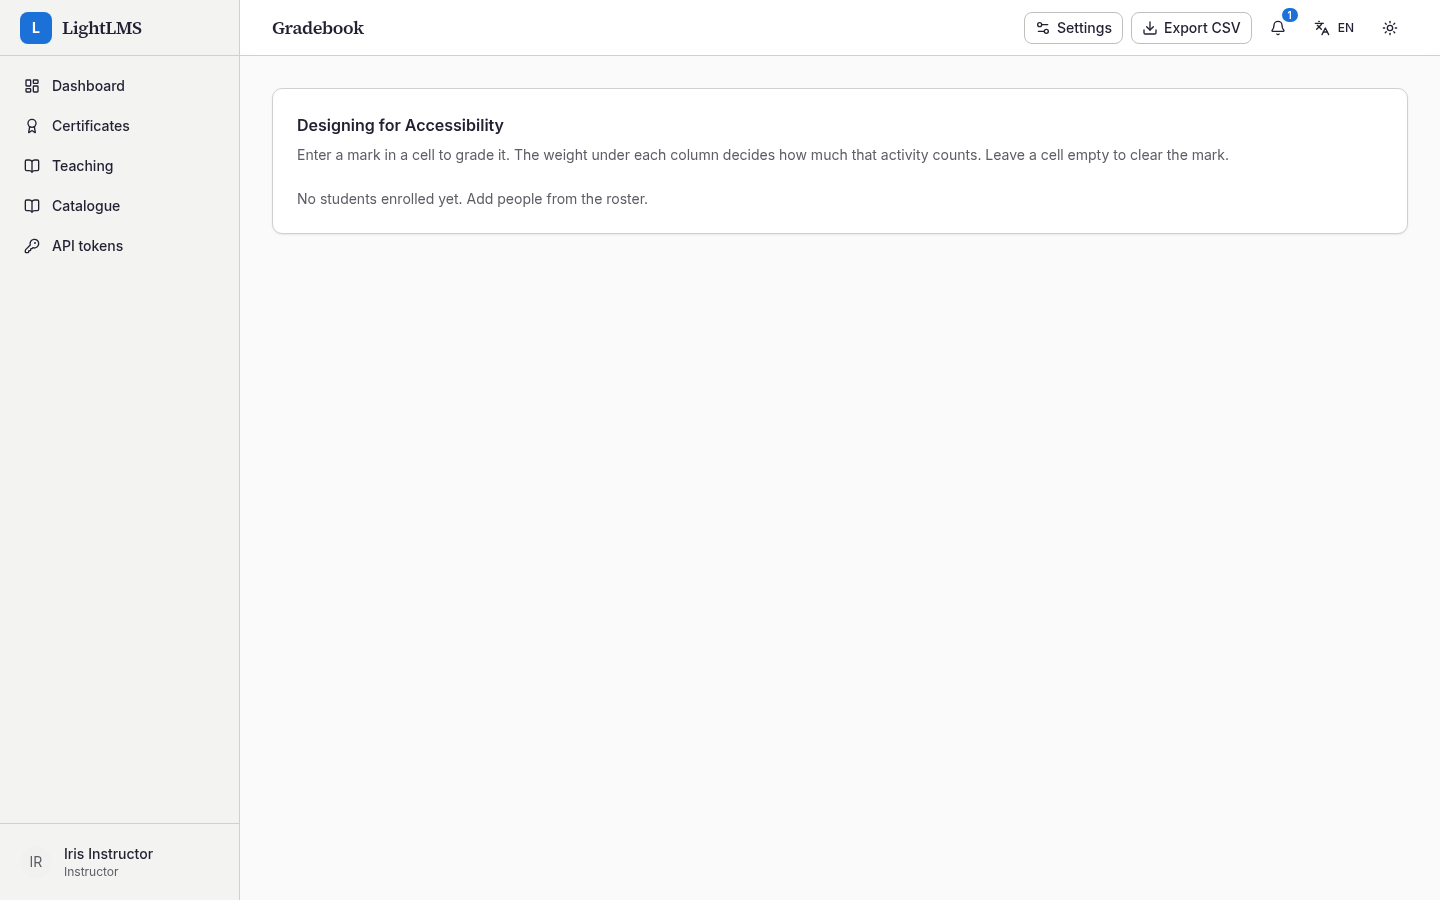 L LightLMS
Gradebook
Settings
Export CSV
1
EN
Dashboard
Certificates
Teaching
Catalogue
API tokens
Designing for Accessibility
Enter a mark in a cell to grade it. The weight under each column decides how much that activity counts. Leave a cell empty to clear the mark.
No students enrolled yet. Add people from the roster.
IR
Iris Instructor
Instructor